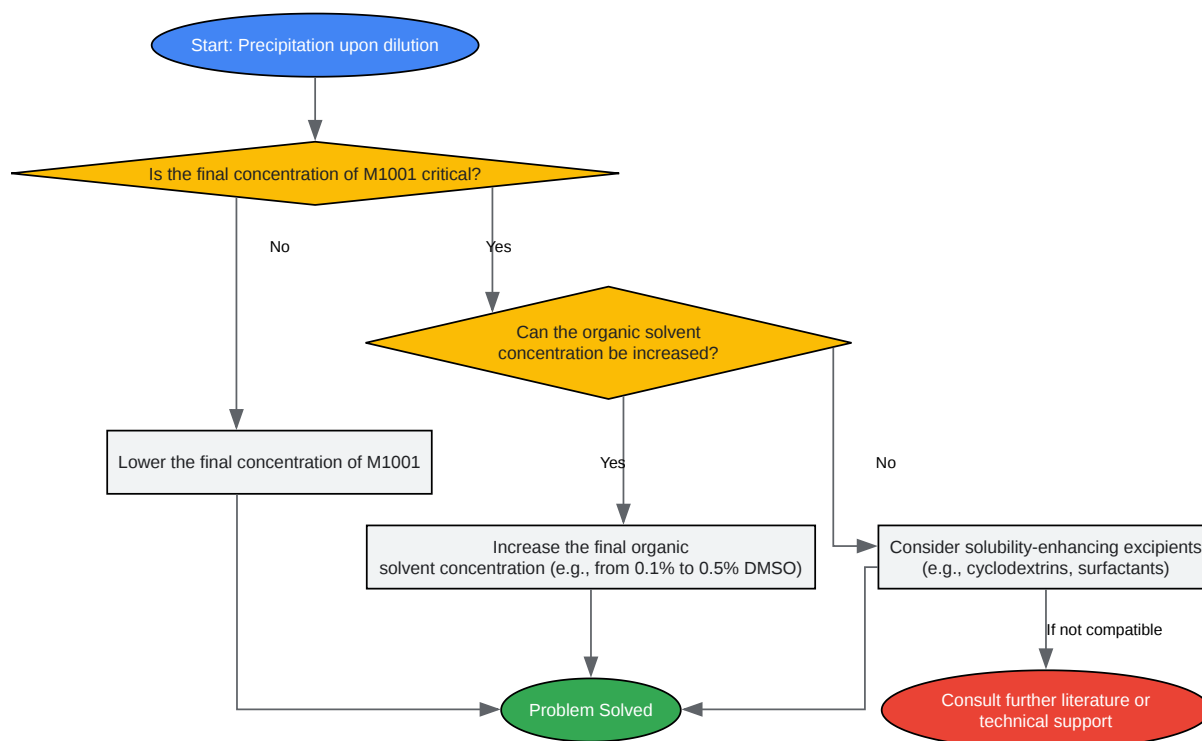 Start: Precipitation upon dilution
Is the final concentration of M1001 critical?
No
Yes
Can the organic solvent
concentration be increased?
Lower the final concentration of M1001
Yes
No
Increase the final organic
solvent concentration (e.g., from 0.1% to 0.5% DMSO)
Consider solubility-enhancing excipients
(e.g., cyclodextrins, surfactants)
If not compatible
Problem Solved
Consult further literature or
technical support